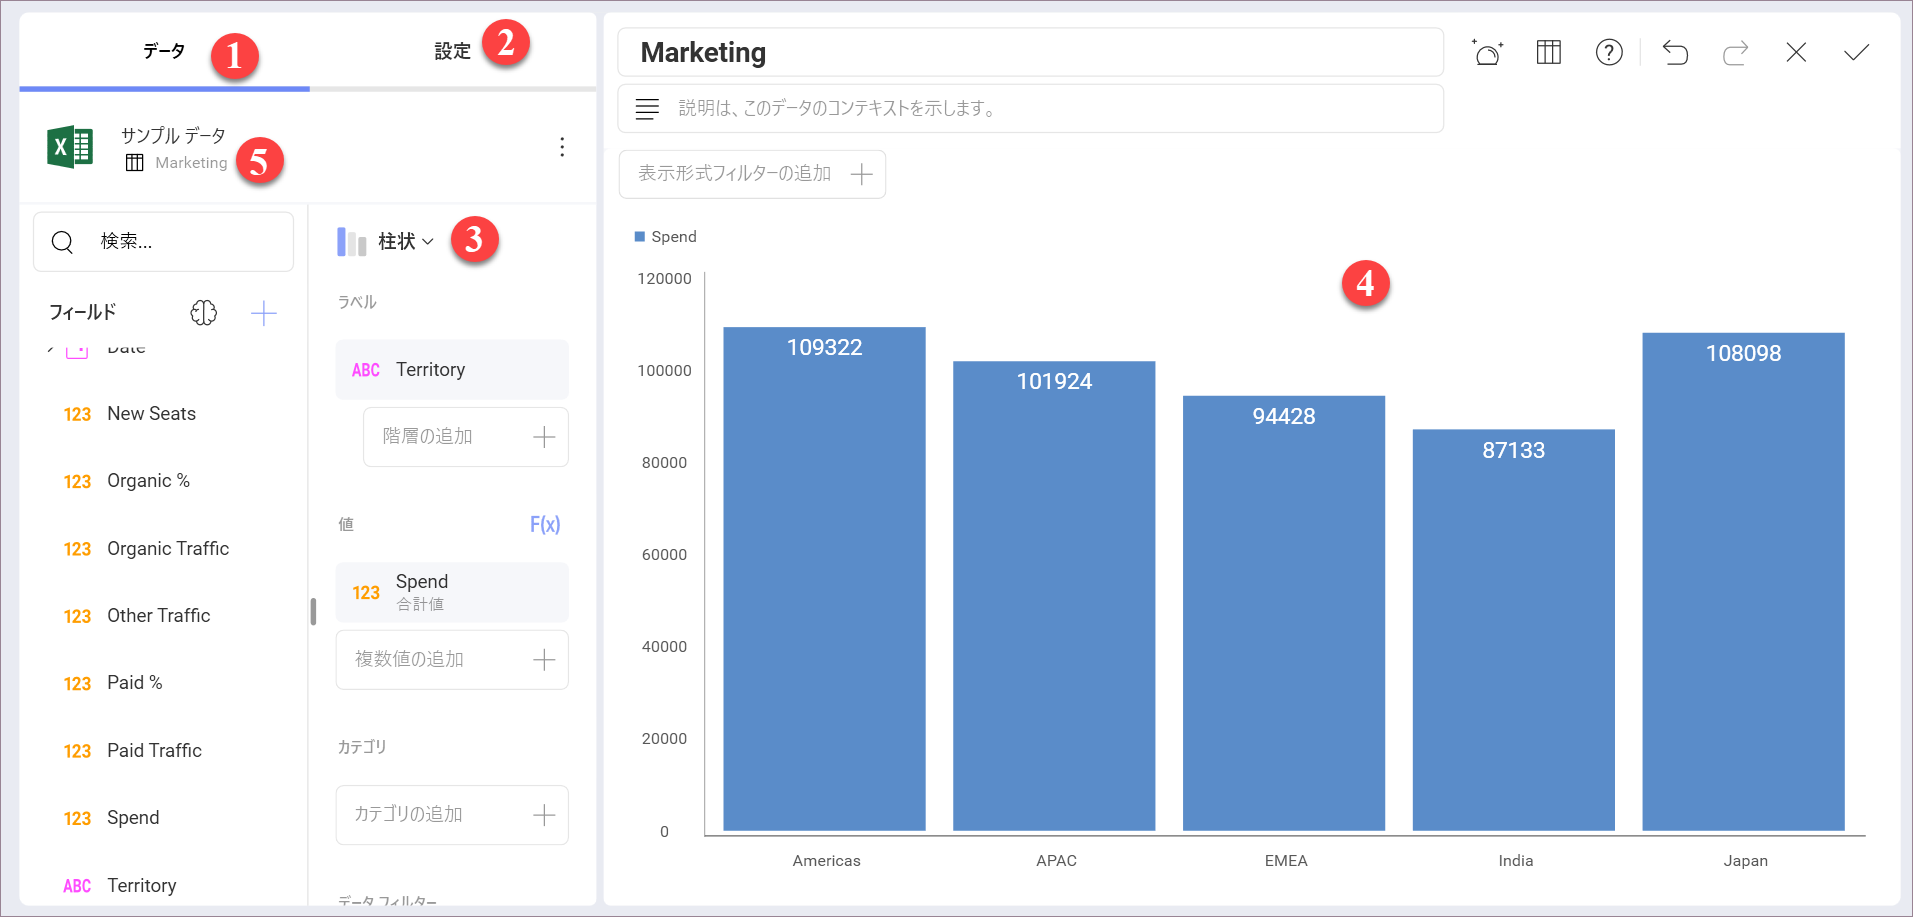 データ
1
設定
2
サンプル データ
Marketing
5
検索...
フィールド
Date
123 New Seats
123 Organic %
123 Organic Traffic
123 Other Traffic
123 Paid %
123 Paid Traffic
123 Spend
ABC Territory
柱状
3
ラベル
ABC Territory
階層の追加
値
F(x)
123 Spend
合計値
複数値の追加
カテゴリ
カテゴリの追加
データ フィルター
Marketing
?
説明は、このデータのコンテキストを示します。
表示形式フィルターの追加
Spend
4
120000
100000
80000
60000
40000
20000
0
109322
101924
94428
87133
108098
Americas
APAC
EMEA
India
Japan